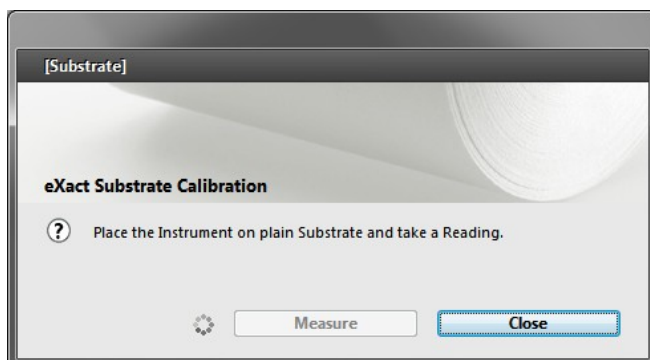 [Substrate]
eXact Substrate Calibration
Place the Instrument on plain Substrate and take a Reading.
Measure
Close